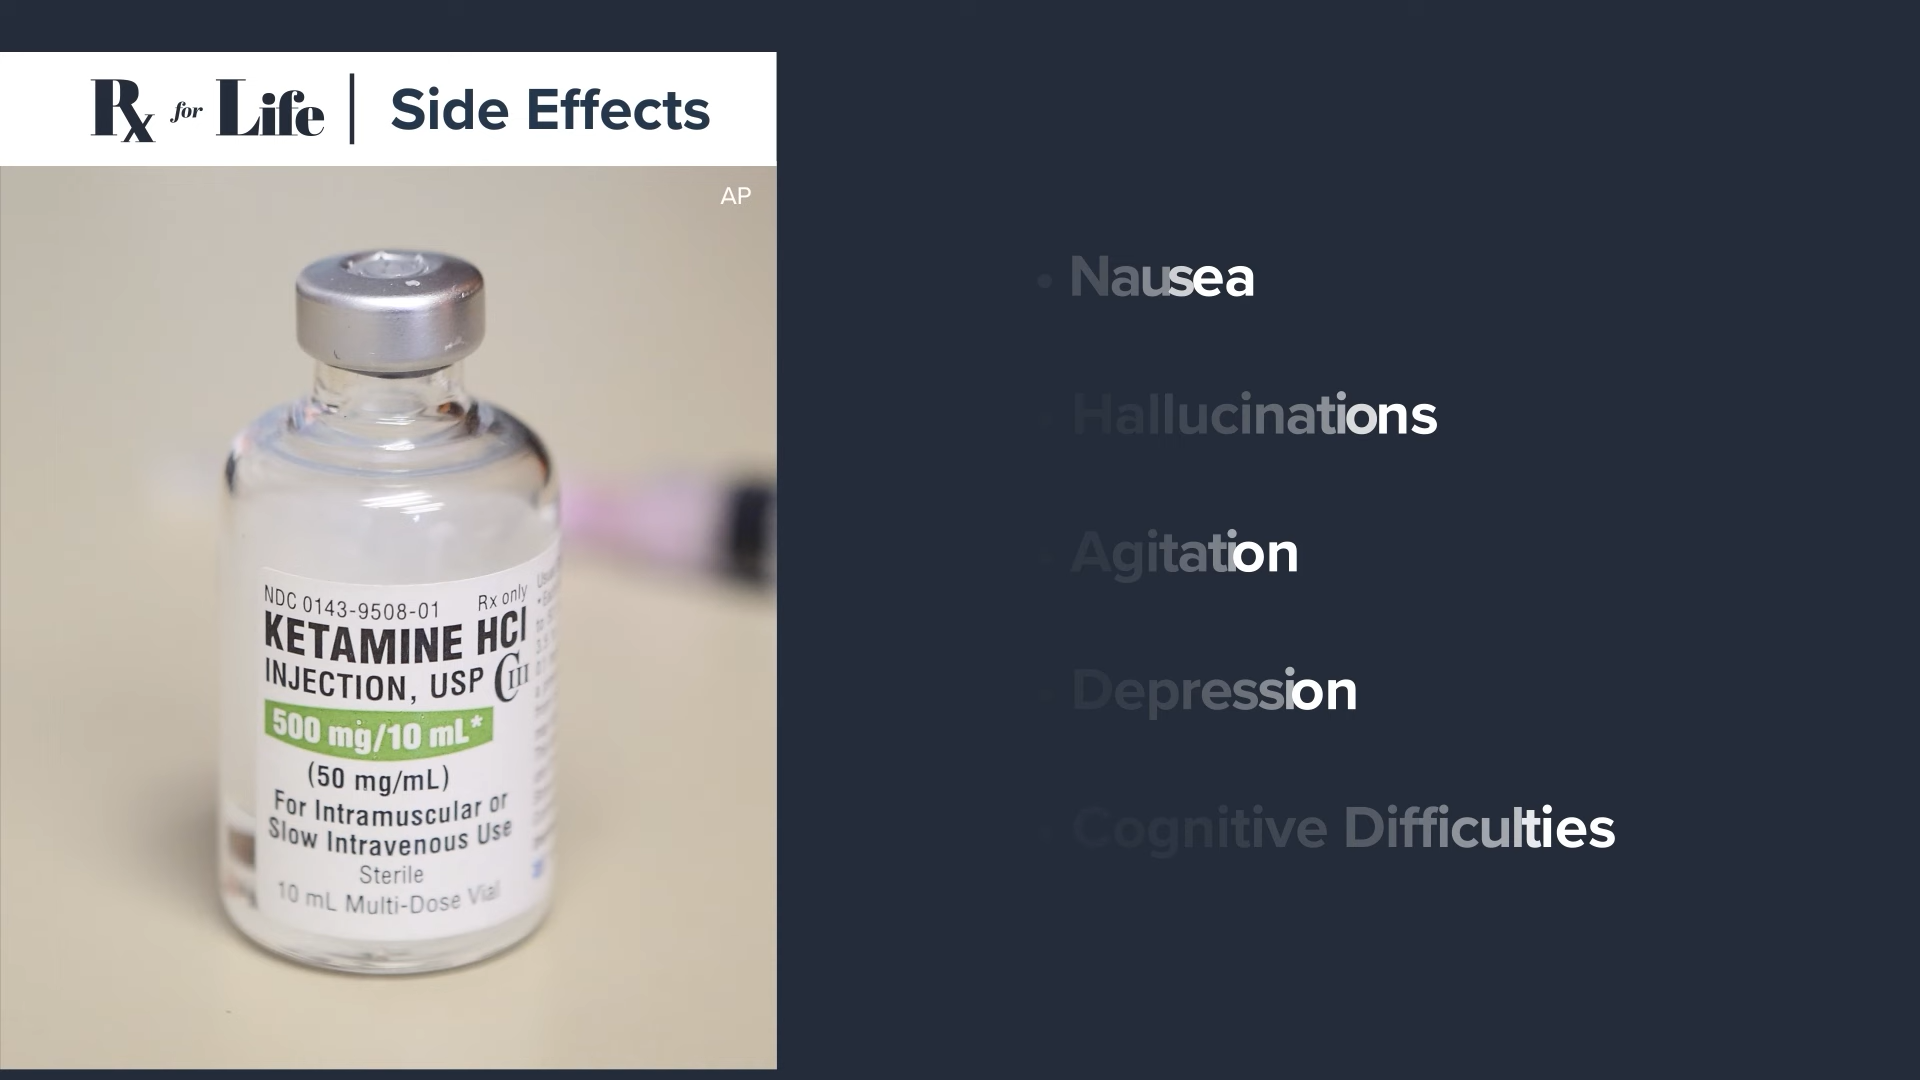 Rx for Life | Side Effects
AP
NDC 0143-9508-01 Rx only
KETAMINE HCl
INJECTION, USP CIII
500 mg/10 mL*
(50 mg/mL)
For Intramuscular or
Slow Intravenous Use
Sterile
10 mL Multi-Dose Vial
• Nausea
• Hallucinations
• Agitation
• Depression
• Cognitive Difficulties